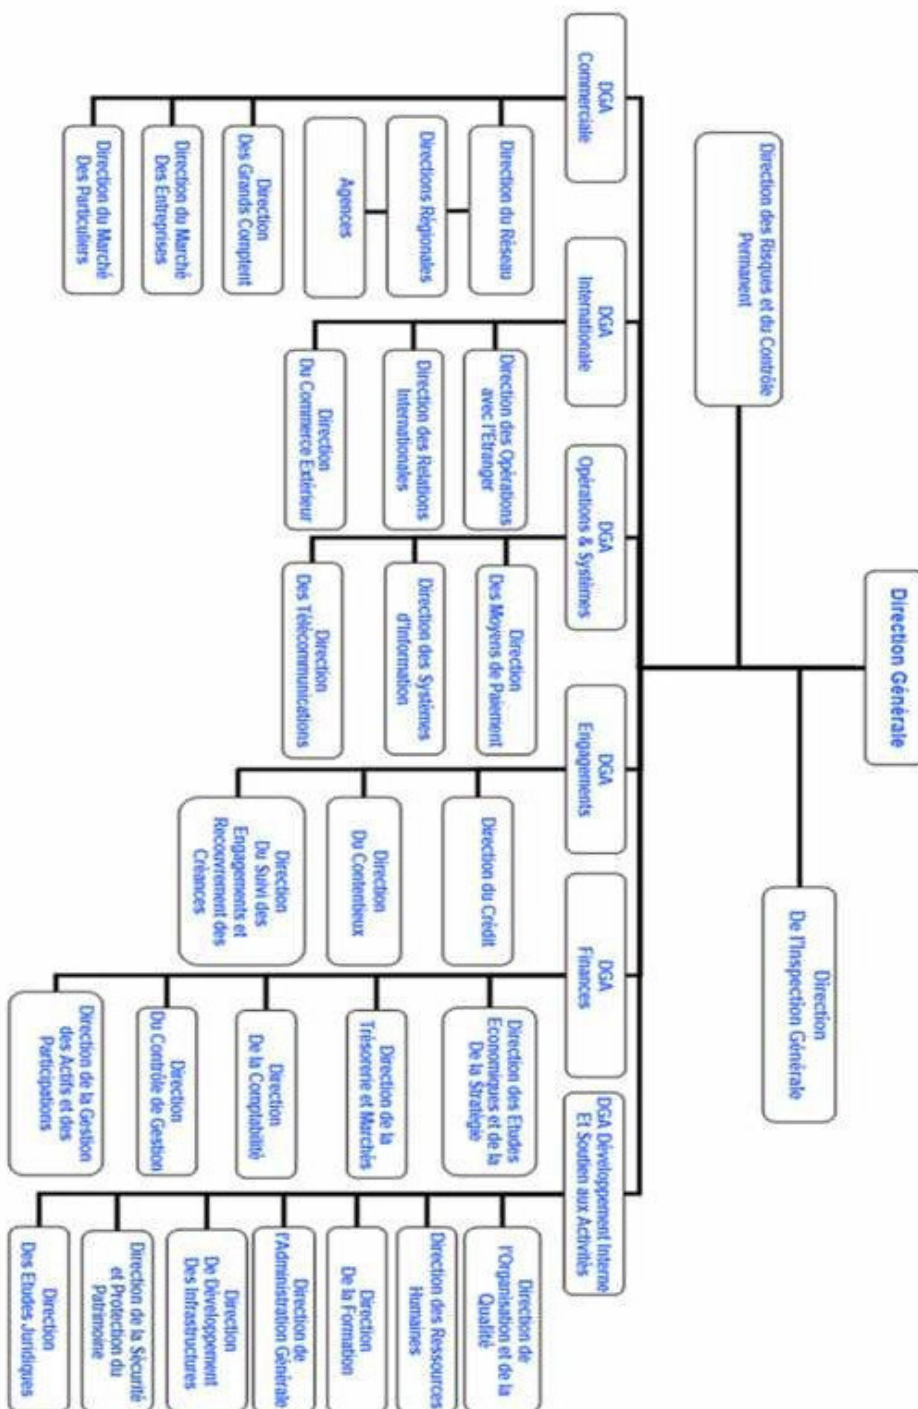 Direction Générale
Direction
De l'Inspection Générale
Direction des Risques et du Contrôle
Permanent
DGA
Commerciale
Direction du Réseau
Directions Régionales
Agences
Direction
Des Grands Comptent
Direction du Marché
Des Entreprises
Direction du Marché
Des Particuliers
DGA
Internationale
Direction des Opérations
avec l'Etranger
Direction des Relations
Internationales
Direction
Du Commerce Extérieur
DGA
Opérations & Systèmes
Direction
Des Moyens de Paiement
Direction des Systèmes
d'Information
Direction
Des Télécommunications
DGA
Engagements
Direction du Crédit
Direction
Du Contentieux
Direction
Du Suivi des
Engagements et
Recouvrement des
Créances
DGA
Finances
Direction des Etudes
Economiques et de la
De la Stratégie
Direction de la
Trésorerie et Marchés
Direction
De la Comptabilité
Direction
Du Contrôle de Gestion
Direction de la Gestion
des Actifs et des
Participations
DGA Développement Interne
Et Soutien aux Activités
Direction de
l'Organisation et de la
Qualité
Direction des Ressources
Humaines
Direction
De la Formation
Direction de
l'Administration Générale
Direction
De Développement
Des Infrastructures
Direction de la Sécurité
et Protection du
Patrimoine
Direction
Des Etudes Juridiques